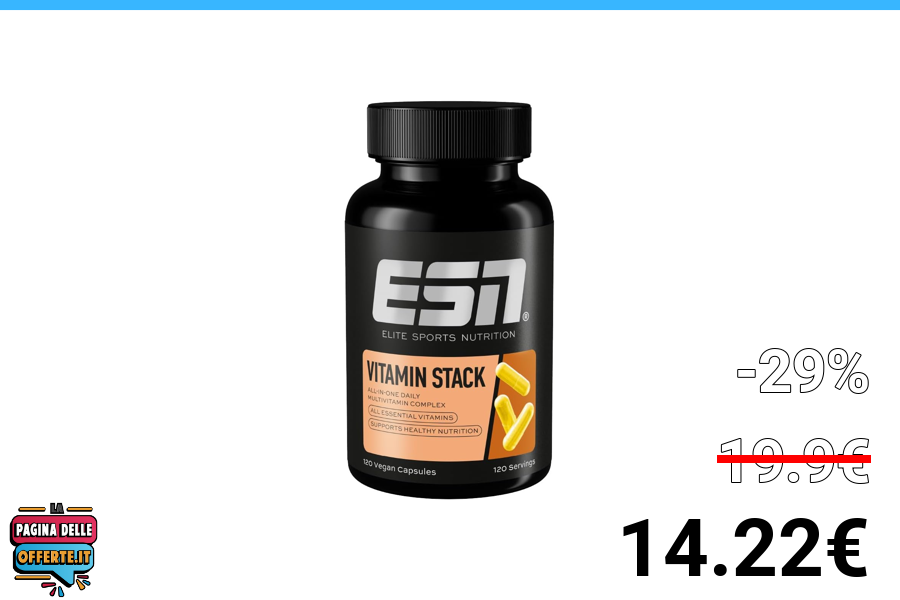 ESN®
ELITE SPORTS NUTRITION
VITAMIN STACK
ALL-IN-ONE DAILY
MULTIVITAMIN COMPLEX
ALL ESSENTIAL VITAMINS
SUPPORTS HEALTHY NUTRITION
120 Vegan Capsules 120 Servings
-29%
19.9€
14.22€
LA
PAGINA DELLE
OFFERTE.IT